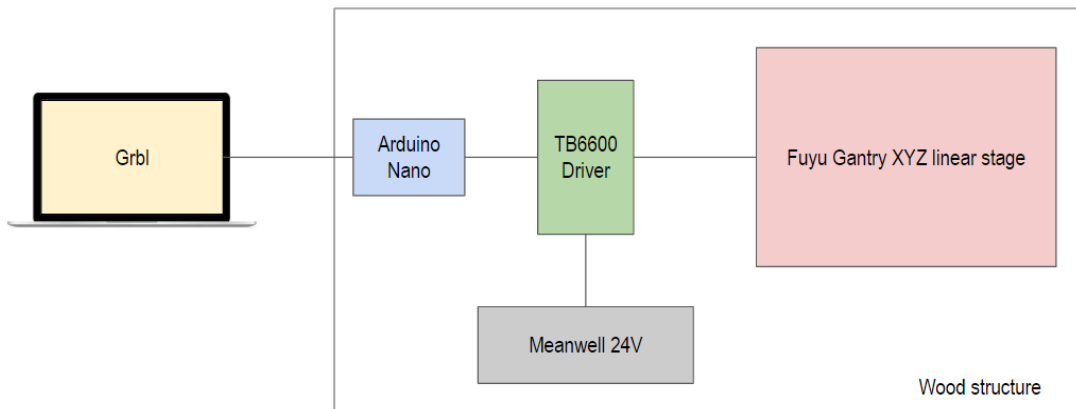 Grbl
Arduino
Nano
TB6600
Driver
Fuyu Gantry XYZ linear stage
Meanwell 24V
Wood structure